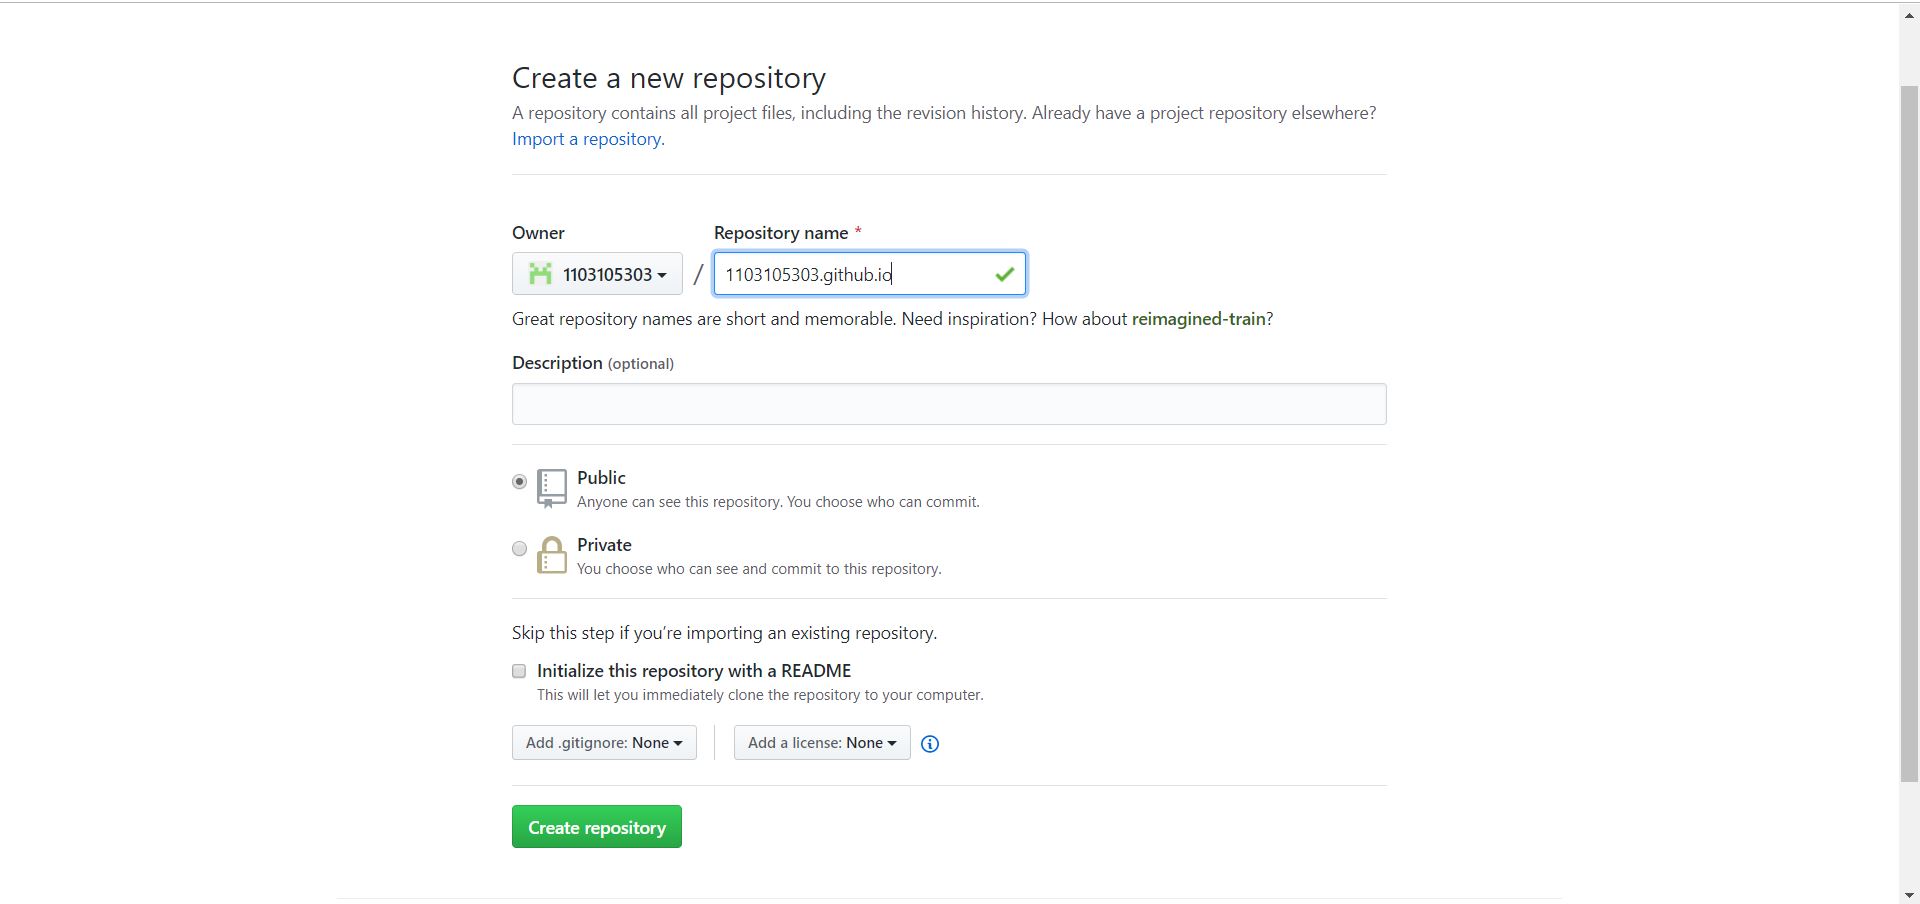 Create a new repository
A repository contains all project files, including the revision history. Already have a project repository elsewhere?
Import a repository.
Owner
Repository name *
1103105303
/
1103105303.github.io
Great repository names are short and memorable. Need inspiration? How about reimagined-train?
Description (optional)
Public
Anyone can see this repository. You choose who can commit.
Private
You choose who can see and commit to this repository.
Skip this step if you’re importing an existing repository.
Initialize this repository with a README
This will let you immediately clone the repository to your computer.
Add .gitignore: None
Add a license: None
Create repository